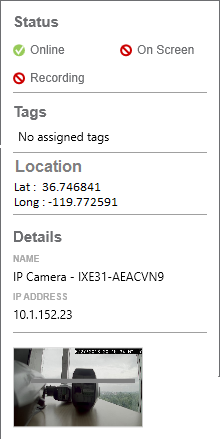 Status
Online
On Screen
Recording
Tags
No assigned tags
Location
Lat : 36.746841
Long : -119.772591
Details
NAME
IP Camera - IXE31-AEACVN9
IP ADDRESS
10.1.152.23